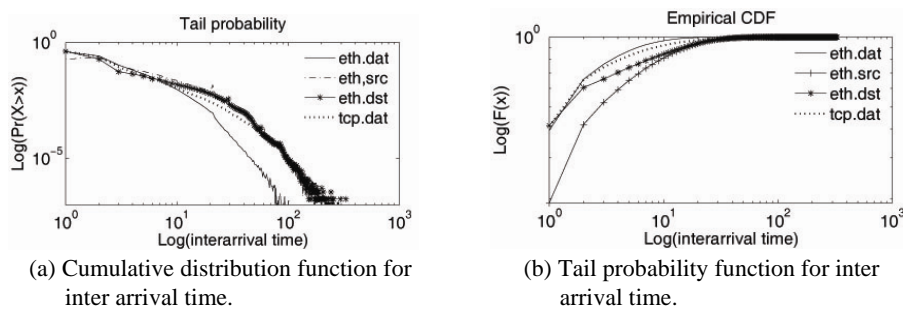 Tail probability
10^0
10^-5
Log(Pr(X>x))
eth.dat
eth,src
eth.dst
tcp.dat
10^0
10^1
10^2
10^3
Log(interarrival time)
(a) Cumulative distribution function for
inter arrival time.
Empirical CDF
10^0
Log(F(x))
eth.dat
eth.src
eth.dst
tcp.dat
10^0
10^1
10^2
10^3
Log(interarrival time)
(b) Tail probability function for inter
arrival time.